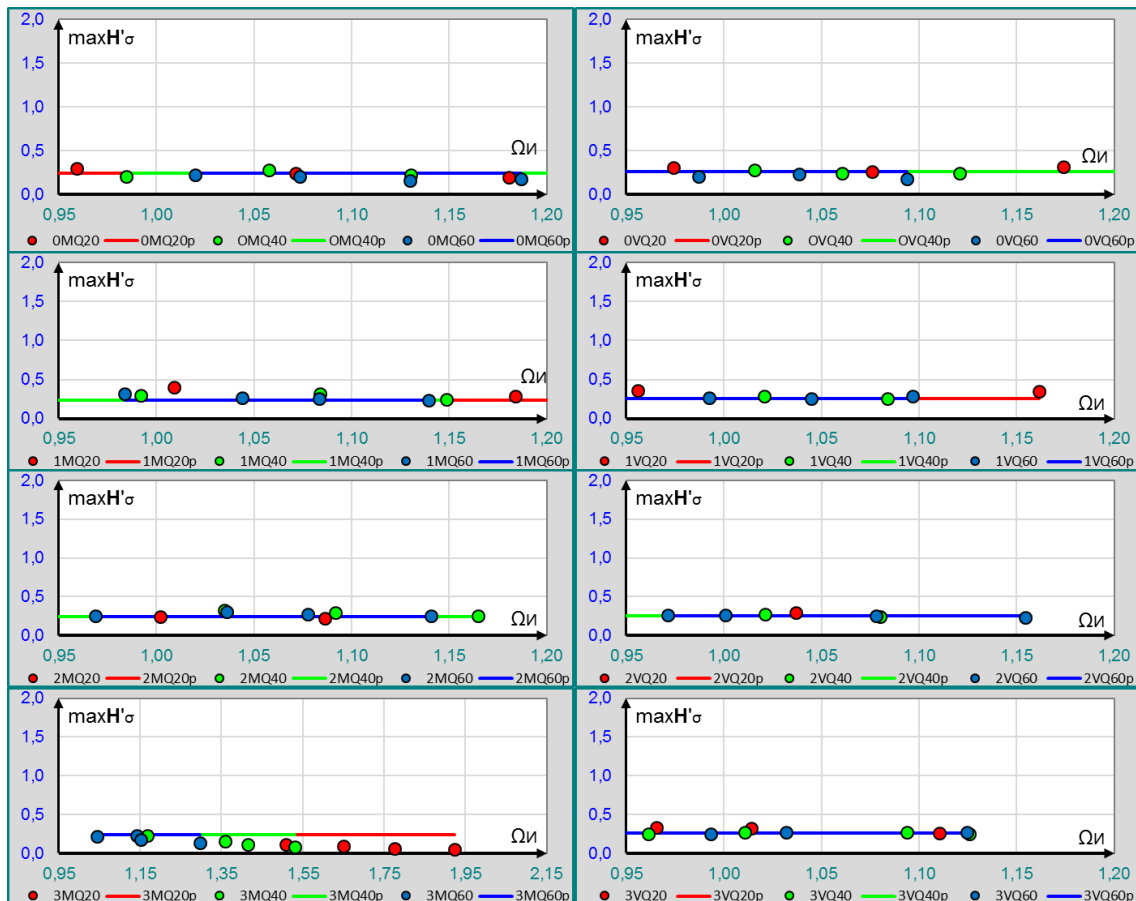 2,0
maxH'σ
1,5
1,0
0,5
Ωи
0,0
0,95 1,00 1,05 1,10 1,15 1,20
0MQ20 0MQ20p OMQ40 OMQ40p 0MQ60 0MQ60p
2,0
maxH'σ
1,5
1,0
0,5
Ωи
0,0
0,95 1,00 1,05 1,10 1,15 1,20
0VQ20 0VQ20p OVQ40 OVQ40p 0VQ60 0VQ60p
2,0
maxH'σ
1,5
1,0
0,5
Ωи
0,0
0,95 1,00 1,05 1,10 1,15 1,20
1MQ20 1MQ20p 1MQ40 1MQ40p 1MQ60 1MQ60p
2,0
maxH'σ
1,5
1,0
0,5
Ωи
0,0
0,95 1,00 1,05 1,10 1,15 1,20
1VQ20 1VQ20p 1VQ40 1VQ40p 1VQ60 1VQ60p
2,0
maxH'σ
1,5
1,0
0,5
Ωи
0,0
0,95 1,00 1,05 1,10 1,15 1,20
2MQ20 2MQ20p 2MQ40 2MQ40p 2MQ60 2MQ60p
2,0
maxH'σ
1,5
1,0
0,5
Ωи
0,0
0,95 1,00 1,05 1,10 1,15 1,20
2VQ20 2VQ20p 2VQ40 2VQ40p 2VQ60 2VQ60p
2,0
maxH'σ
1,5
1,0
0,5
Ωи
0,0
0,95 1,15 1,35 1,55 1,75 1,95 2,15
3MQ20 3MQ20p 3MQ40 3MQ40p 3MQ60 3MQ60p
2,0
maxH'σ
1,5
1,0
0,5
Ωи
0,0
0,95 1,00 1,05 1,10 1,15 1,20
3VQ20 3VQ20p 3VQ40 3VQ40p 3VQ60 3VQ60p